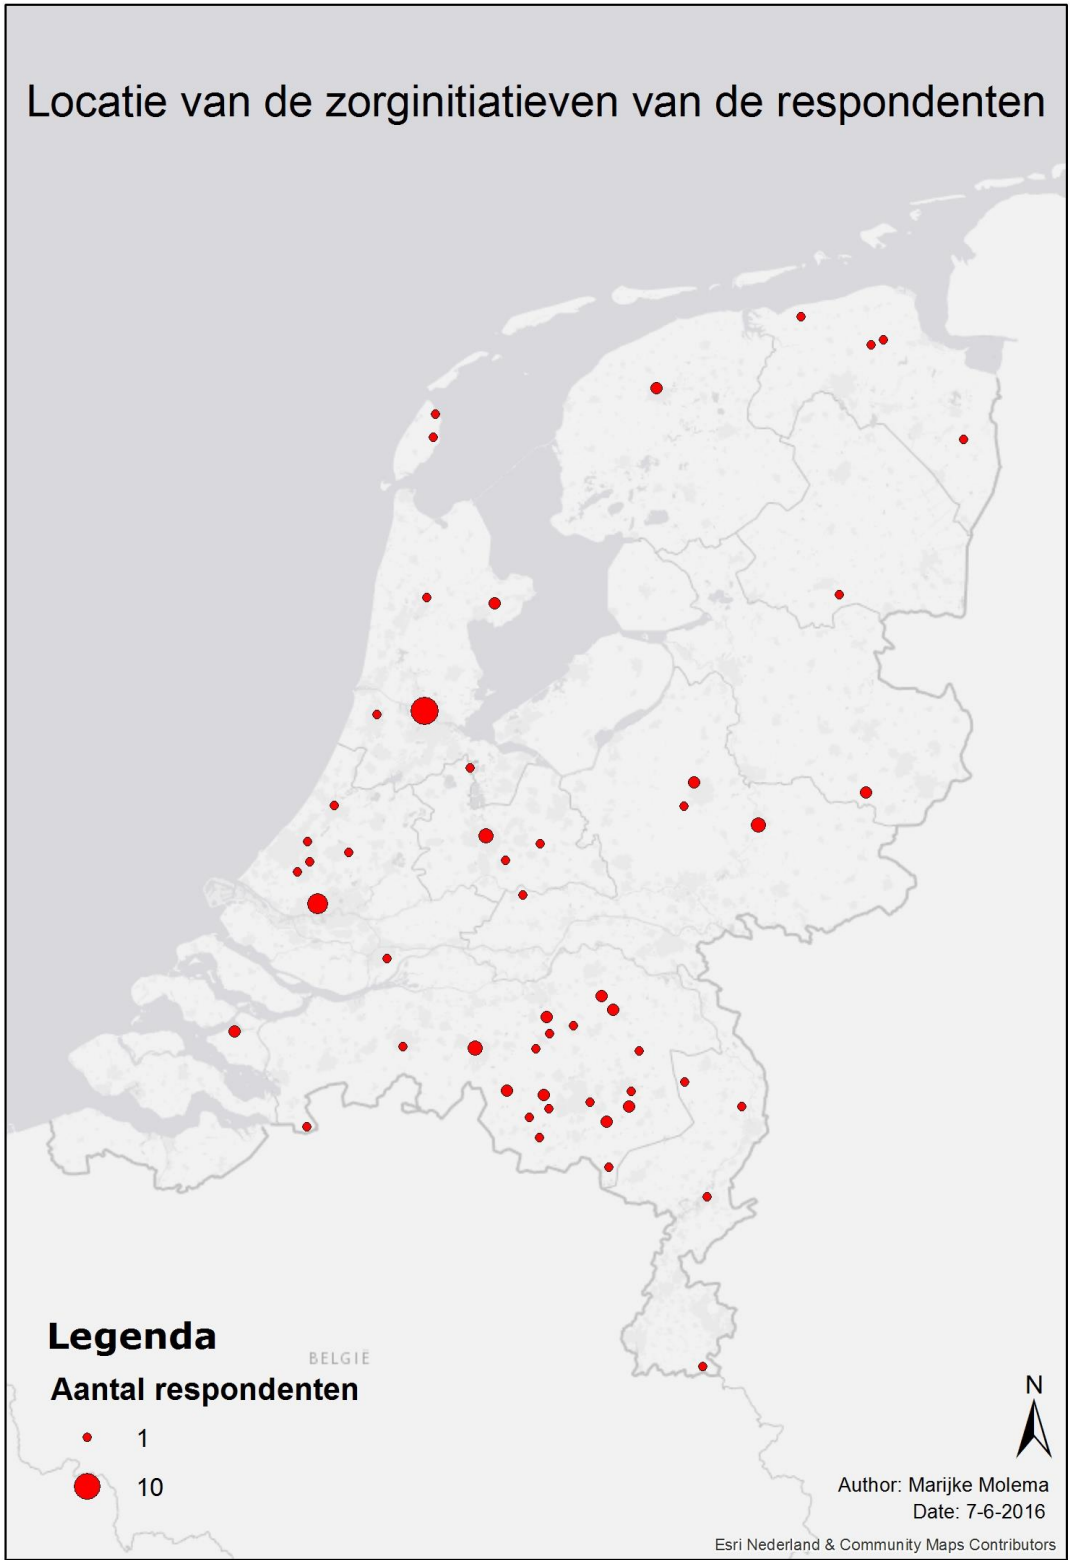 Locatie van de zorginitiatieven van de respondenten
Legenda
BELGIË
Aantal respondenten
1
10
N
Author: Marijke Molema
Date: 7-6-2016
Esri Nederland & Community Maps Contributors